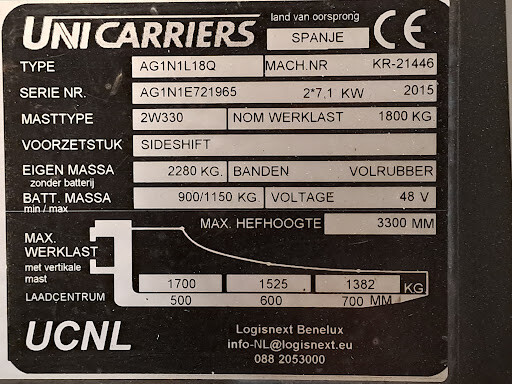 UNICARRIERS land van oorsprong CE
SPANJE
TYPE AG1N1L18Q MACH.NR KR-21446
SERIE NR. AG1N1E721965 2*7,1 KW 2015
MASTTYPE 2W330 NOM WERKLAST 1800 KG
VOORZETSTUK SIDESHIFT
EIGEN MASSA 2280 KG. BANDEN VOLRUBBER
zonder batterij
BATT. MASSA 900/1150 KG. VOLTAGE 48 V
min / max
MAX. HEFHOOGTE 3300 MM
MAX.
WERKLAST
met vertikale
mast
1700 1525 1382 KG.
LAADCENTRUM 500 600 700 MM
UCNL
Logisnext Benelux
info-NL@logisnext.eu
088 2053000